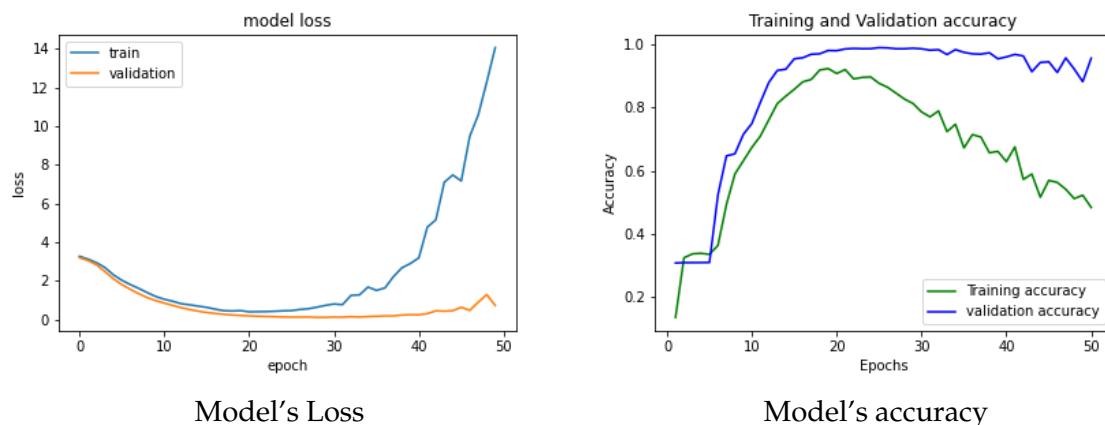 model loss
train
validation
14
12
10
8
6
4
2
0
loss
0 10 20 30 40 50
epoch
Model's Loss
Training and Validation accuracy
1.0
0.8
0.6
0.4
0.2
Accuracy
Training accuracy
validation accuracy
0 10 20 30 40 50
Epochs
Model's accuracy